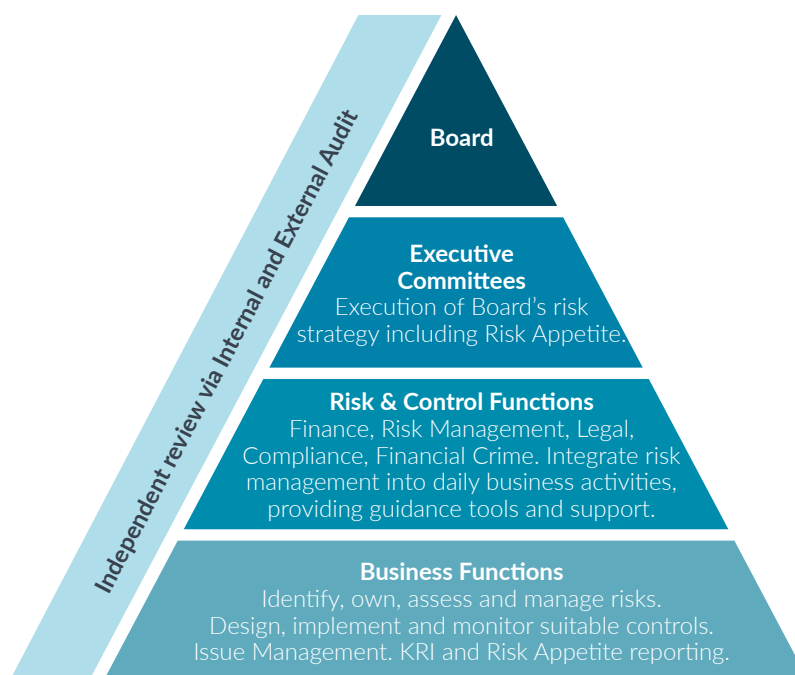 Independent review via Internal and External Audit
Board
Executive
Committees
Execution of Board's risk
strategy including Risk Appetite.
Risk & Control Functions
Finance, Risk Management, Legal,
Compliance, Financial Crime. Integrate risk
management into daily business activities,
providing guidance tools and support.
Business Functions
Identify, own, assess and manage risks.
Design, implement and monitor suitable controls.
Issue Management. KRI and Risk Appetite reporting.